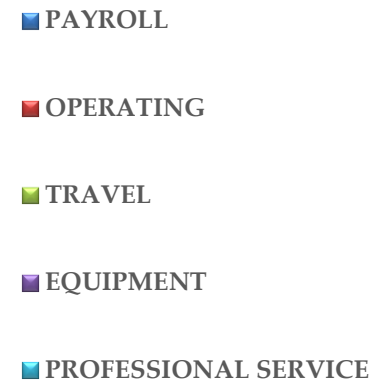 PAYROLL
OPERATING
TRAVEL
EQUIPMENT
PROFESSIONAL SERVICE